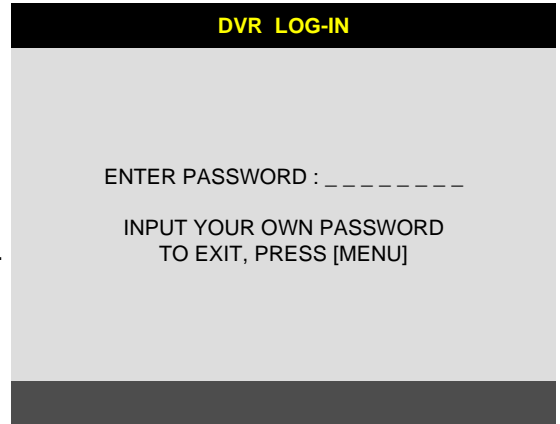 DVR LOG-IN
ENTER PASSWORD : _ _ _ _ _ _ _ _
INPUT YOUR OWN PASSWORD
TO EXIT, PRESS [MENU]